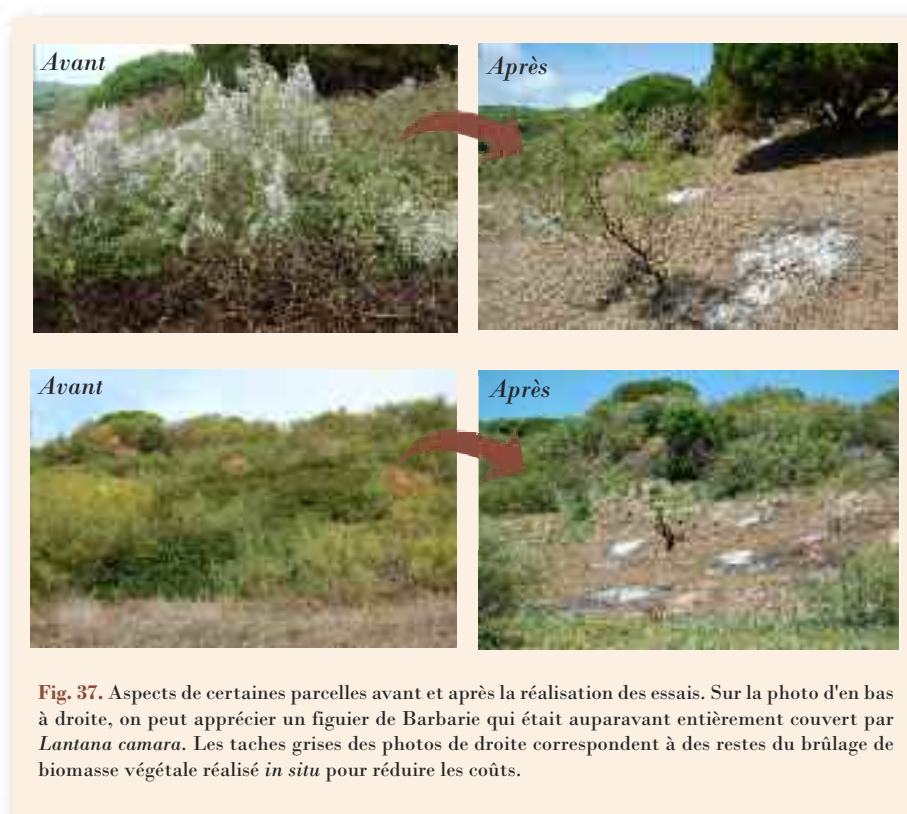 Avant
Après
Avant
Après
Fig. 37. Aspects de certaines parcelles avant et après la réalisation des essais. Sur la photo d'en bas
à droite, on peut apprécier un figuier de Barbarie qui était auparavant entièrement couvert par
Lantana camara. Les taches grises des photos de droite correspondent à des restes du brûlage de
biomasse végétale réalisé in situ pour réduire les coûts.